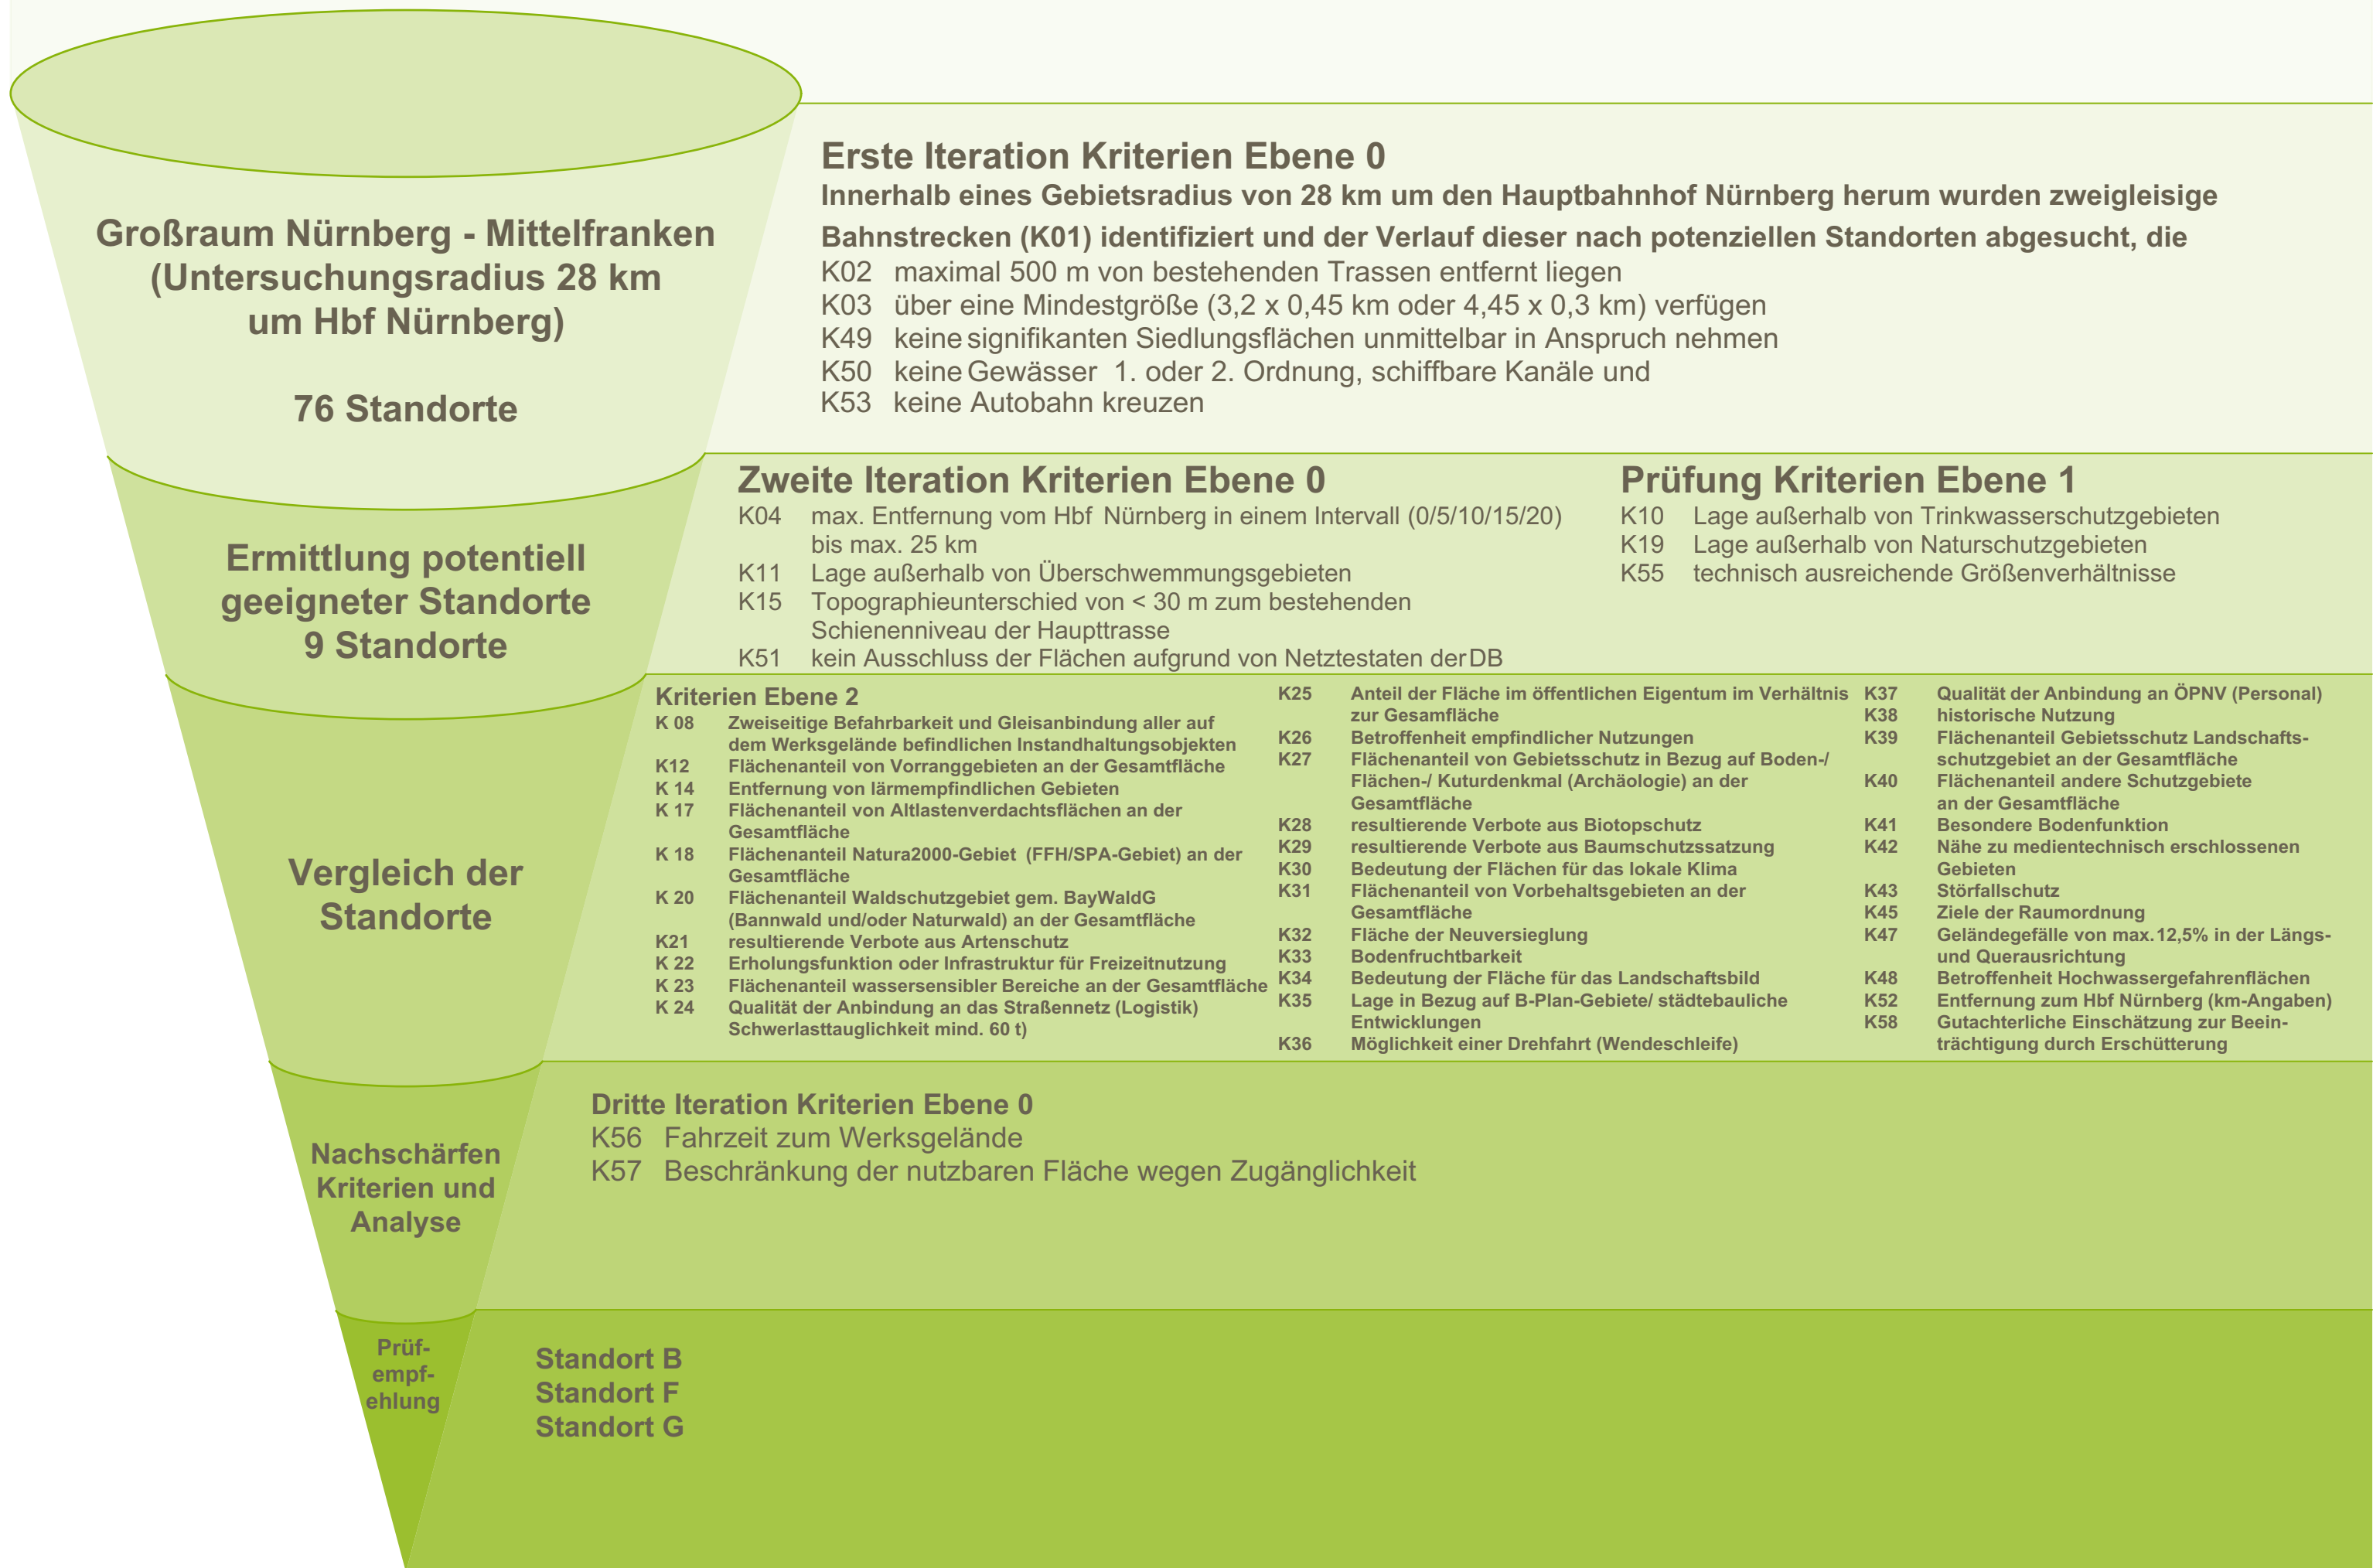 Großraum Nürnberg - Mittelfranken
(Untersuchungsradius 28 km
um Hbf Nürnberg)
76 Standorte
Erste Iteration Kriterien Ebene 0
Innerhalb eines Gebietsradius von 28 km um den Hauptbahnhof Nürnberg herum wurden zweigleisige
Bahnstrecken (K01) identifiziert und der Verlauf dieser nach potenziellen Standorten abgesucht, die
K02 maximal 500 m von bestehenden Trassen entfernt liegen
K03 über eine Mindestgröße (3,2 x 0,45 km oder 4,45 x 0,3 km) verfügen
K49 keine signifikanten Siedlungsflächen unmittelbar in Anspruch nehmen
K50 keine Gewässer 1. oder 2. Ordnung, schiffbare Kanäle und
K53 keine Autobahn kreuzen
Ermittlung potentiell
geeigneter Standorte
9 Standorte
Zweite Iteration Kriterien Ebene 0
K04 max. Entfernung vom Hbf Nürnberg in einem Intervall (0/5/10/15/20)
bis max. 25 km
K11 Lage außerhalb von Überschwemmungsgebieten
K15 Topographieunterschied von < 30 m zum bestehenden
Schienenniveau der Haupttrasse
K51 kein Ausschluss der Flächen aufgrund von Netztestaten der DB
Prüfung Kriterien Ebene 1
K10 Lage außerhalb von Trinkwasserschutzgebieten
K19 Lage außerhalb von Naturschutzgebieten
K55 technisch ausreichende Größenverhältnisse
Vergleich der
Standorte
Kriterien Ebene 2
K 08 Zweiseitige Befahrbarkeit und Gleisanbindung aller auf
dem Werksgelände befindlichen Instandhaltungsobjekten
K12 Flächenanteil von Vorranggebieten an der Gesamtfläche
K 14 Entfernung von lärmempfindlichen Gebieten
K 17 Flächenanteil von Altlastenverdachtsflächen an der
Gesamtfläche
K 18 Flächenanteil Natura2000-Gebiet (FFH/SPA-Gebiet) an der
Gesamtfläche
K 20 Flächenanteil Waldschutzgebiet gem. BayWaldG
(Bannwald und/oder Naturwald) an der Gesamtfläche
K21 resultierende Verbote aus Artenschutz
K 22 Erholungsfunktion oder Infrastruktur für Freizeitnutzung
K 23 Flächenanteil wassersensibler Bereiche an der Gesamtfläche
K 24 Qualität der Anbindung an das Straßennetz (Logistik)
Schwerlasttauglichkeit mind. 60 t)
K25 Anteil der Fläche im öffentlichen Eigentum im Verhältnis
zur Gesamfläche
K26 Betroffenheit empfindlicher Nutzungen
K27 Flächenanteil von Gebietsschutz in Bezug auf Boden-/
Flächen-/ Kuturdenkmal (Archäologie) an der
Gesamtfläche
K28 resultierende Verbote aus Biotopschutz
K29 resultierende Verbote aus Baumschutzssatzung
K30 Bedeutung der Flächen für das lokale Klima
K31 Flächenanteil von Vorbehaltsgebieten an der
Gesamtfläche
K32 Fläche der Neuversieglung
K33 Bodenfruchtbarkeit
K34 Bedeutung der Fläche für das Landschaftsbild
K35 Lage in Bezug auf B-Plan-Gebiete/ städtebauliche
Entwicklungen
K36 Möglichkeit einer Drehfahrt (Wendeschleife)
K37 Qualität der Anbindung an ÖPNV (Personal)
K38 historische Nutzung
K39 Flächenanteil Gebietsschutz Landschafts-
schutzgebiet an der Gesamtfläche
K40 Flächenanteil andere Schutzgebiete
an der Gesamtfläche
K41 Besondere Bodenfunktion
K42 Nähe zu medientechnisch erschlossenen
Gebieten
K43 Störfallschutz
K45 Ziele der Raumordnung
K47 Geländegefälle von max.12,5% in der Längs-
und Querausrichtung
K48 Betroffenheit Hochwassergefahrenflächen
K52 Entfernung zum Hbf Nürnberg (km-Angaben)
K58 Gutachterliche Einschätzung zur Beein-
trächtigung durch Erschütterung
Nachschärfen
Kriterien und
Analyse
Dritte Iteration Kriterien Ebene 0
K56 Fahrzeit zum Werksgelände
K57 Beschränkung der nutzbaren Fläche wegen Zugänglichkeit
Prüf-
empf-
ehlung
Standort B
Standort F
Standort G